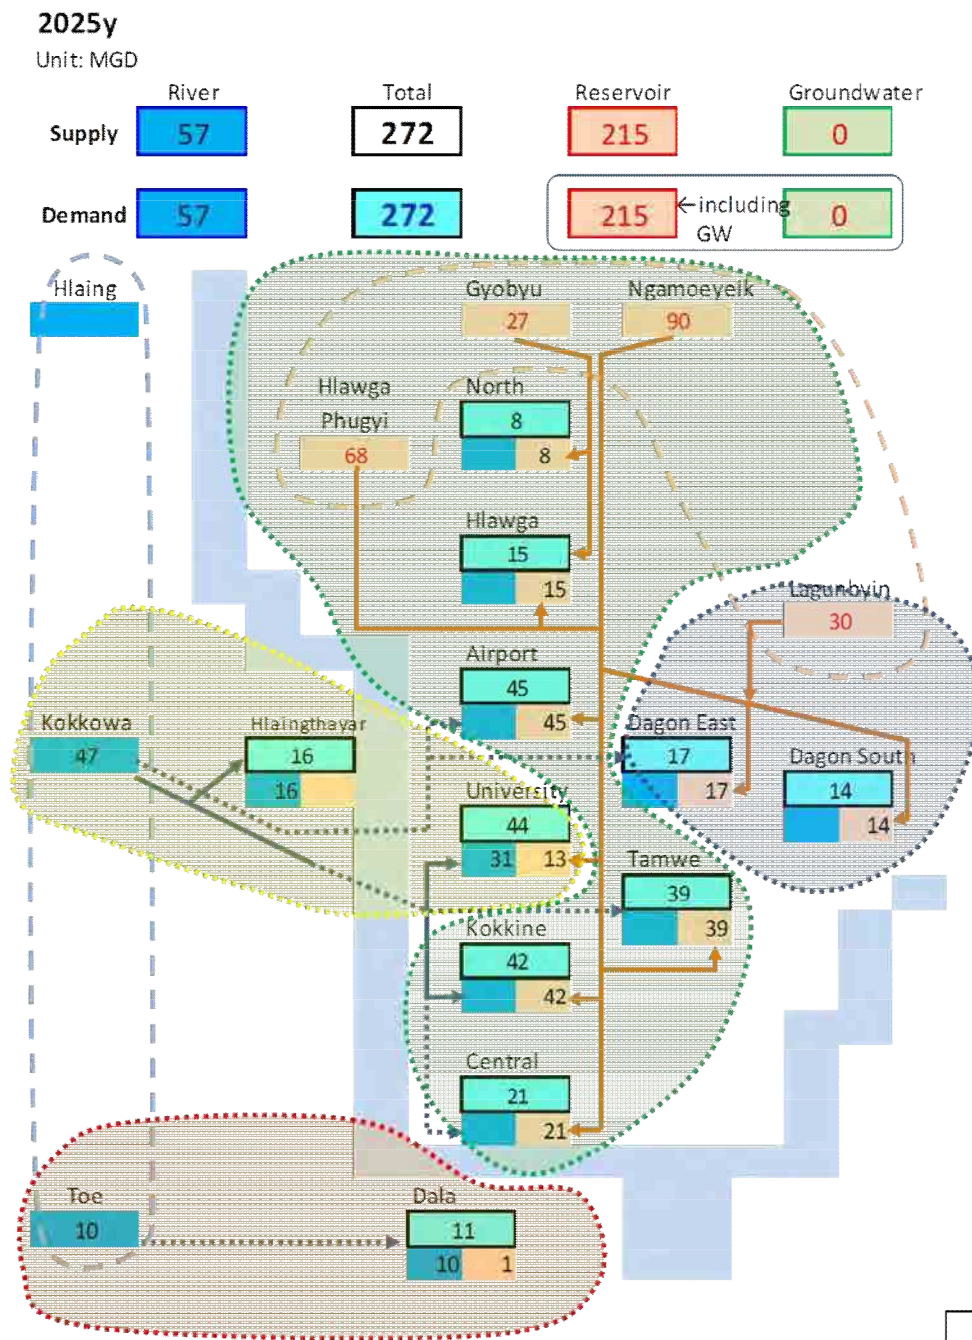 2025y
Unit: MGD
River Total Reservoir Groundwater
Supply 57 272 215 0
Demand 57 272 215 ←including GW 0
Hlaing
Gyobyu Ngamoeyeik
27 90
Hlawga
Phugyi
68
North
8
8
Hlawga
15
15
Lagunbyin
30
Airport
45
45
Kokkowa
47
Hlaingthayar
16
16
Dagon East
17
17
Dagon South
14
14
University
44
31 13
Tamwe
39
39
Kokkine
42
42
Central
21
21
Toe
10
Dala
11
10 1